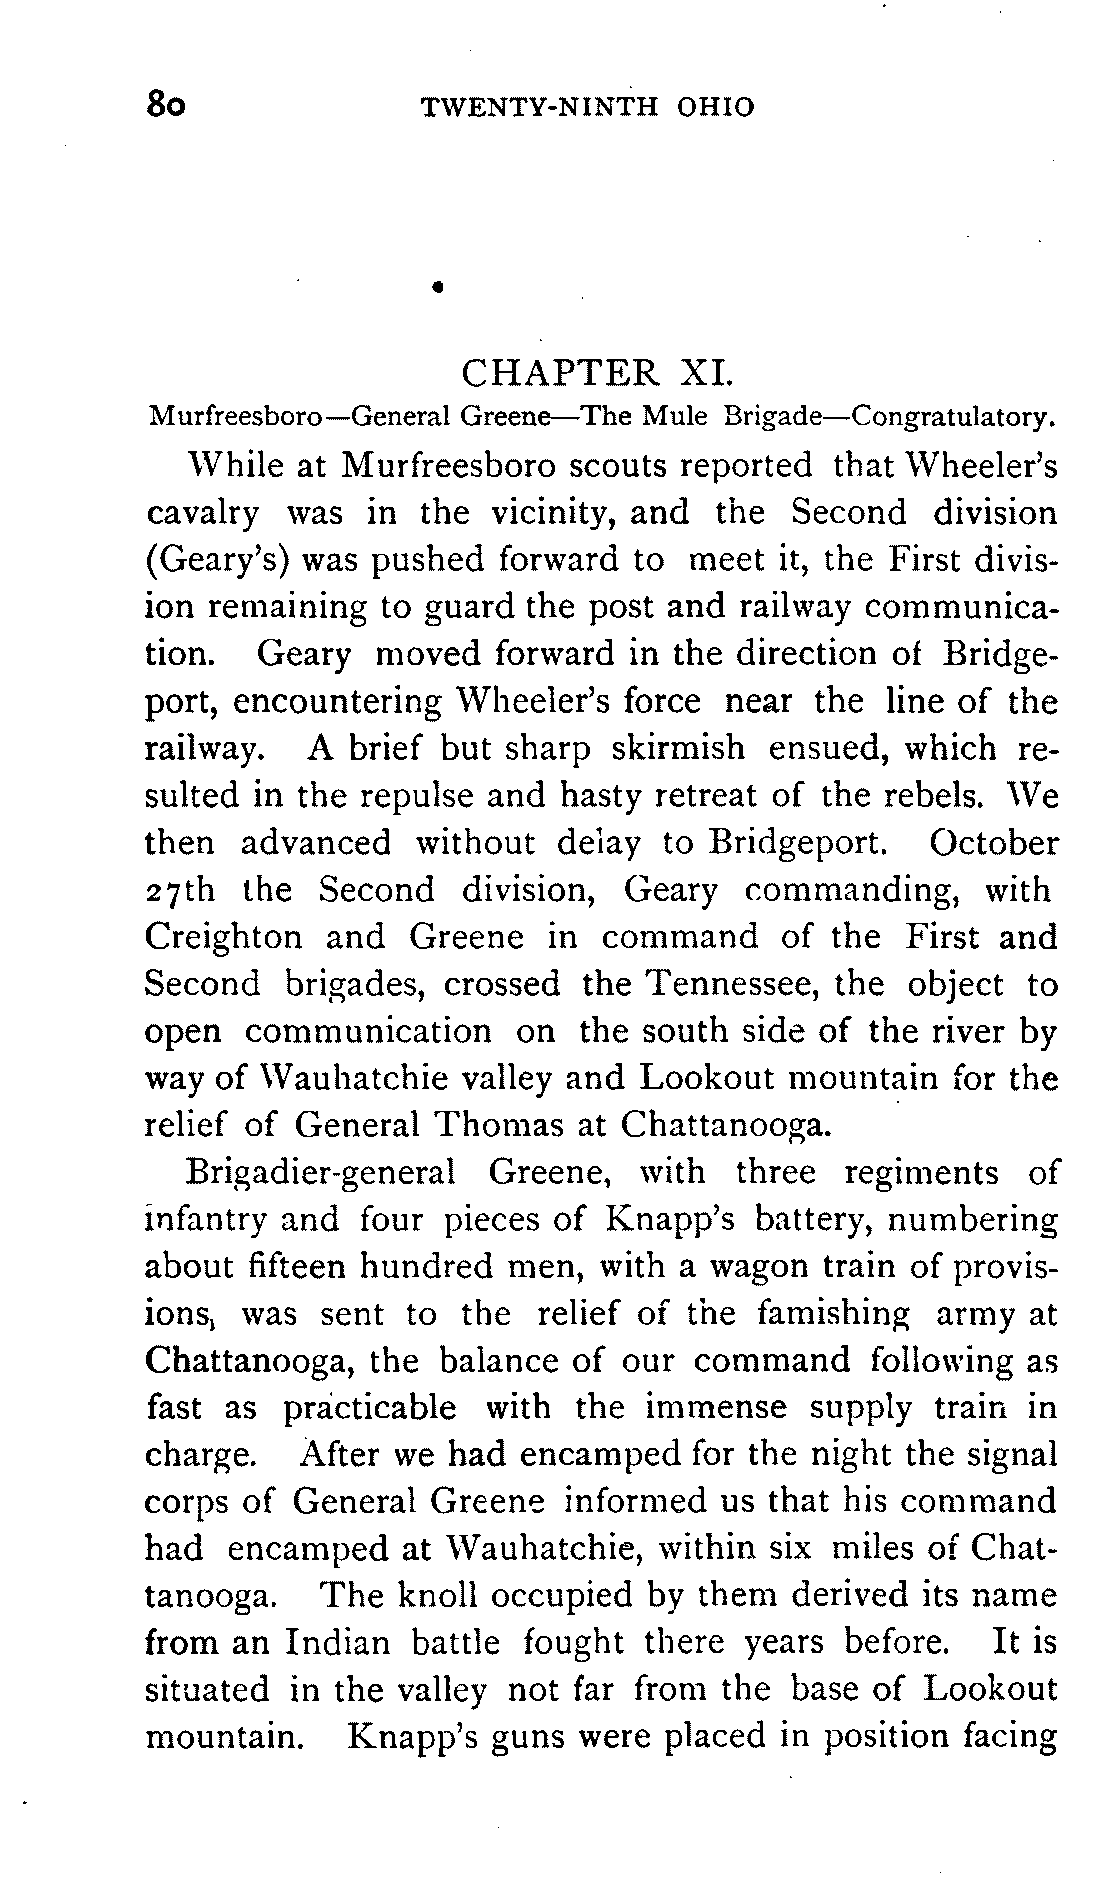 80 TWENTY-NINTH OHIO
CHAPTER XI.
Murfreesboro—General Greene—The Mule Brigade—Congratulatory.
While at Murfreesboro scouts reported that Wheeler's
cavalry was in the vicinity, and the Second division
(Geary's) was pushed forward to meet it, the First divis-
ion remaining to guard the post and railway communica-
tion. Geary moved forward in the direction of Bridge-
port, encountering Wheeler's force near the line of the
railway. A brief but sharp skirmish ensued, which re-
sulted in the repulse and hasty retreat of the rebels. We
then advanced without delay to Bridgeport. October
27th the Second division, Geary commanding, with
Creighton and Greene in command of the First and
Second brigades, crossed the Tennessee, the object to
open communication on the south side of the river by
way of Wauhatchie valley and Lookout mountain for the
relief of General Thomas at Chattanooga.
Brigadier-general Greene, with three regiments of
infantry and four pieces of Knapp's battery, numbering
about fifteen hundred men, with a wagon train of provis-
ions, was sent to the relief of the famishing army at
Chattanooga, the balance of our command following as
fast as practicable with the immense supply train in
charge. After we had encamped for the night the signal
corps of General Greene informed us that his command
had encamped at Wauhatchie, within six miles of Chat-
tanooga. The knoll occupied by them derived its name
from an Indian battle fought there years before. It is
situated in the valley not far from the base of Lookout
mountain. Knapp's guns were placed in position facing